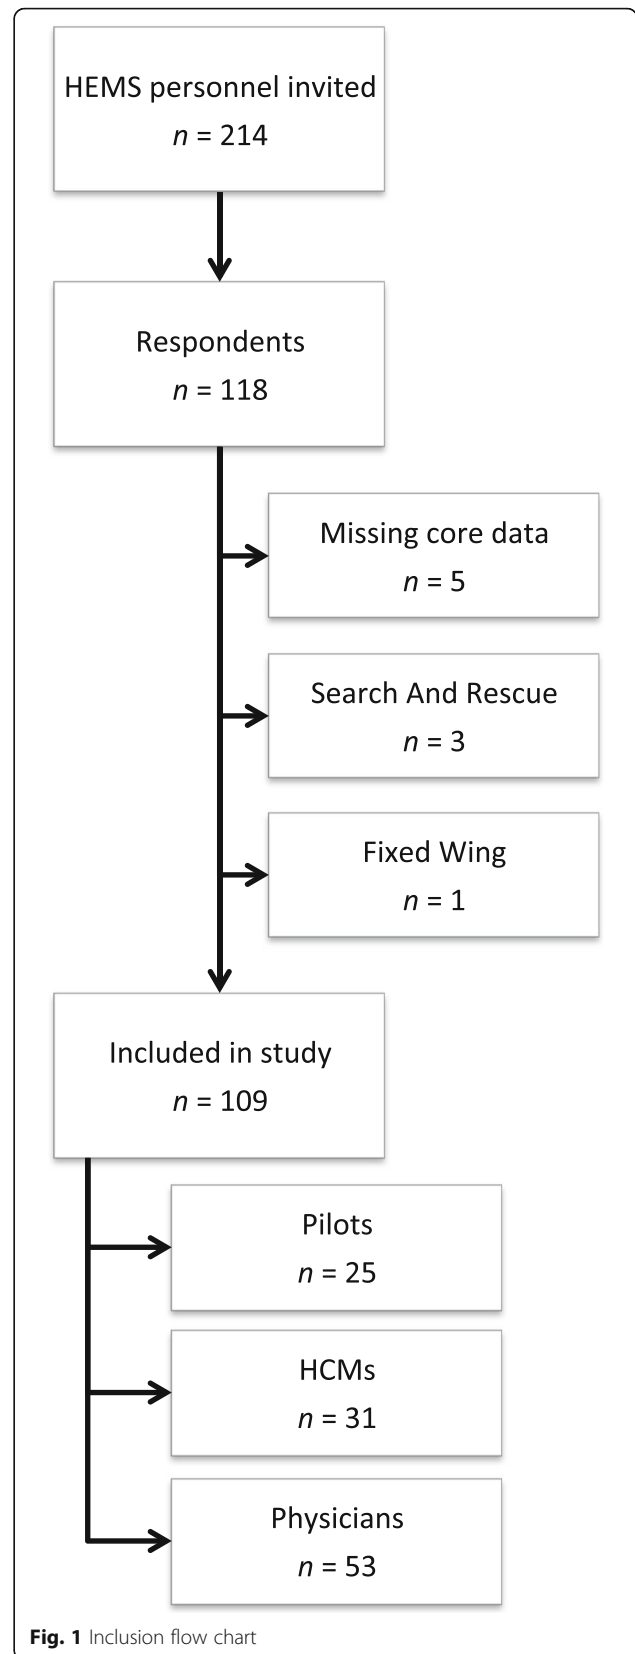 HEMS personnel invited
n = 214
Respondents
n = 118
Missing core data
n = 5
Search And Rescue
n = 3
Fixed Wing
n = 1
Included in study
n = 109
Pilots
n = 25
HCMs
n = 31
Physicians
n = 53
Fig. 1 Inclusion flow chart